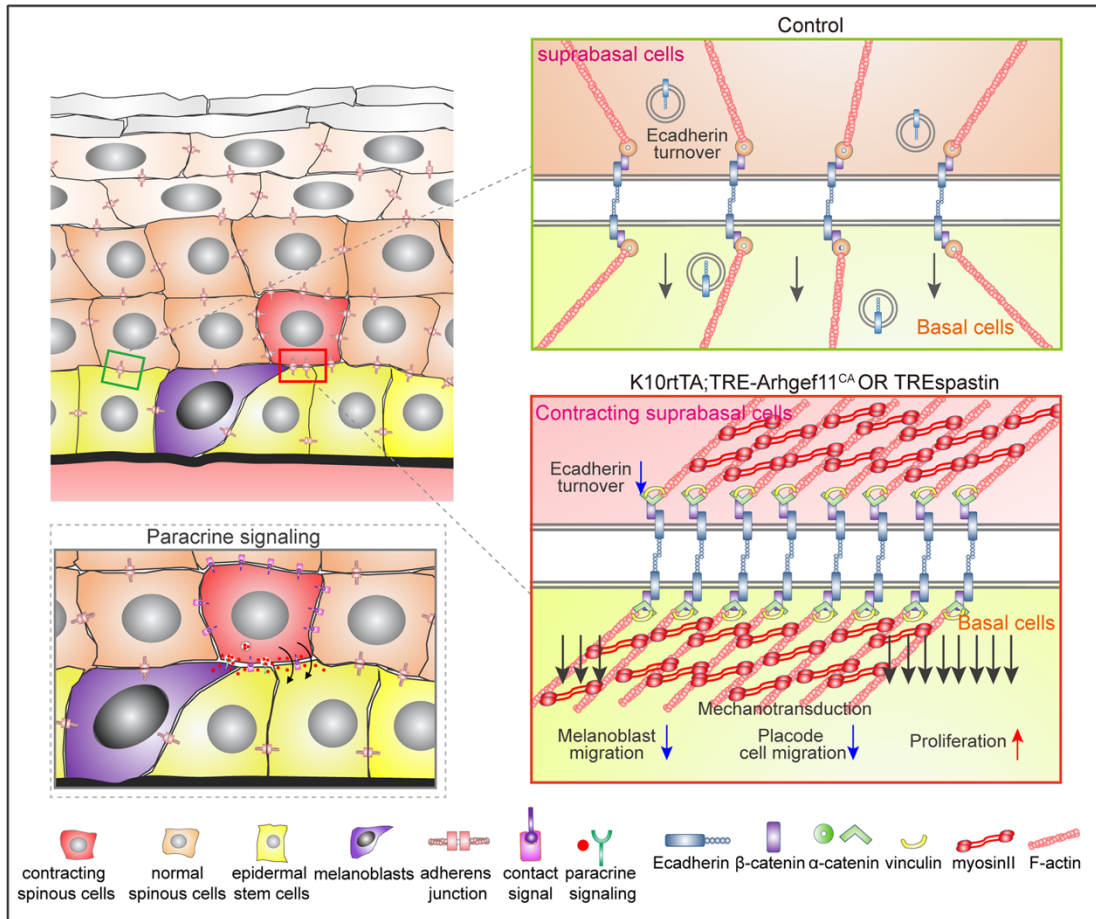 Control
suprabasal cells
Ecadherin
turnover
Basal cells
K10rtTA;TRE-Arhgef11ᶜᴬ OR TREspastin
Contracting suprabasal cells
Ecadherin
turnover
Basal cells
Mechanotransduction
Melanoblast
migration
Placode
cell migration
Proliferation
Paracrine signaling
contracting
spinous cells
normal
spinous cells
epidermal
stem cells
melanoblasts
adherens
junction
contact
signal
paracrine
signaling
Ecadherin
β-catenin
α-catenin
vinculin
myosinII
F-actin